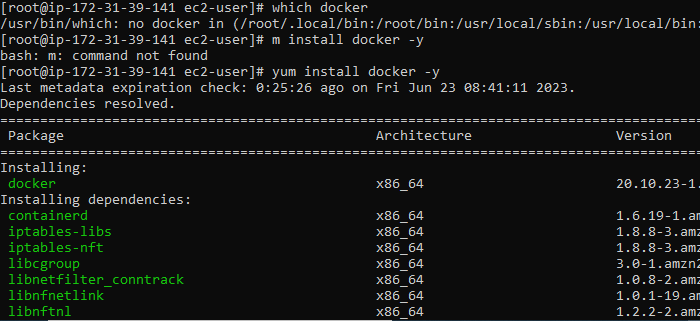 [root@ip-172-31-39-141 ec2-user]# which docker
/usr/bin/which: no docker in (/root/.local/bin:/root/bin:/usr/local/sbin:/usr/local/bin:
[root@ip-172-31-39-141 ec2-user]# m install docker -y
bash: m: command not found
[root@ip-172-31-39-141 ec2-user]# yum install docker -y
Last metadata expiration check: 0:25:26 ago on Fri Jun 23 08:41:11 2023.
Dependencies resolved.
================================================================================
Package Architecture Version
================================================================================
Installing:
docker x86_64 20.10.23-1.
Installing dependencies:
containerd x86_64 1.6.19-1.am
iptables-libs x86_64 1.8.8-3.amz
iptables-nft x86_64 1.8.8-3.amz
libcgroup x86_64 3.0-1.amzn2
libnetfilter_conntrack x86_64 1.0.8-2.amz
libnfnetlink x86_64 1.0.1-19.am
libnftnl x86_64 1.2.2-2.amz